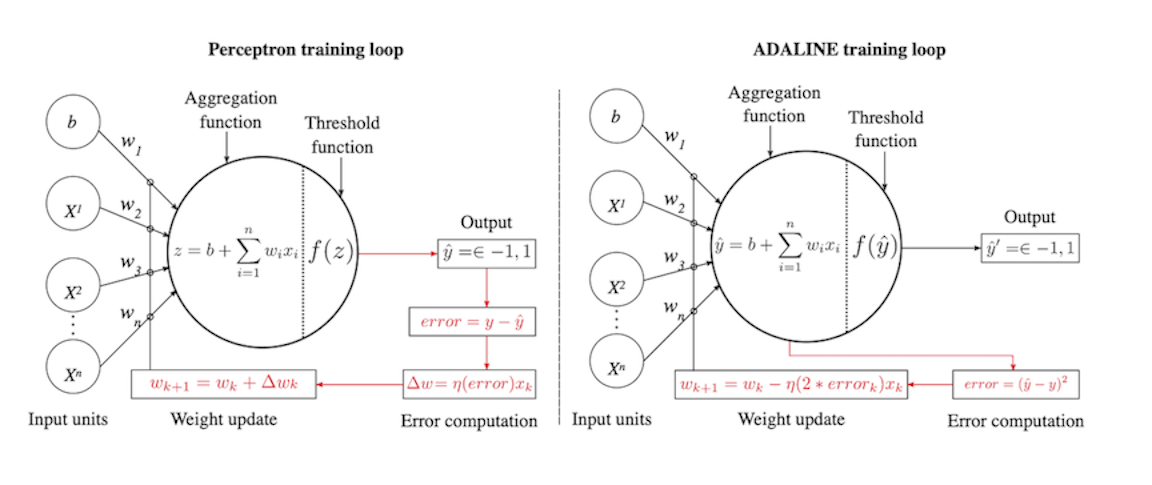 Perceptron training loop
Aggregation
function
Threshold
function
b
w1
X1
w2
w3
X2
wn
Xn
z = b + ∑ i=1 n wixi
f(z)
Output
ŷ =∈ −1, 1
error = y − ŷ
Δw = η(error)xk
wk+1 = wk + Δwk
Input units
Weight update
Error computation
ADALINE training loop
Aggregation
function
Threshold
function
b
w1
X1
w2
w3
X2
wn
Xn
ŷ = b + ∑ i=1 n wixi
f(ŷ)
Output
ŷ′ =∈ −1, 1
error = (ŷ − y)2
wk+1 = wk − η(2 ∗ errork)xk
Input units
Weight update
Error computation